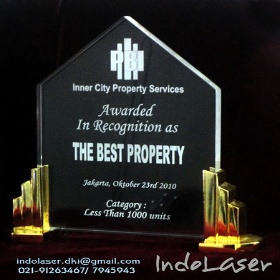 PBI
Inner City Property Services
Awarded
In Recognition as
THE BEST PROPERTY
Jakarta, Oktober 23rd 2010
Category :
Less Than 1000 units
indolaser.dhi@gmail.com
021-91263467/ 7945943
IndoLaser